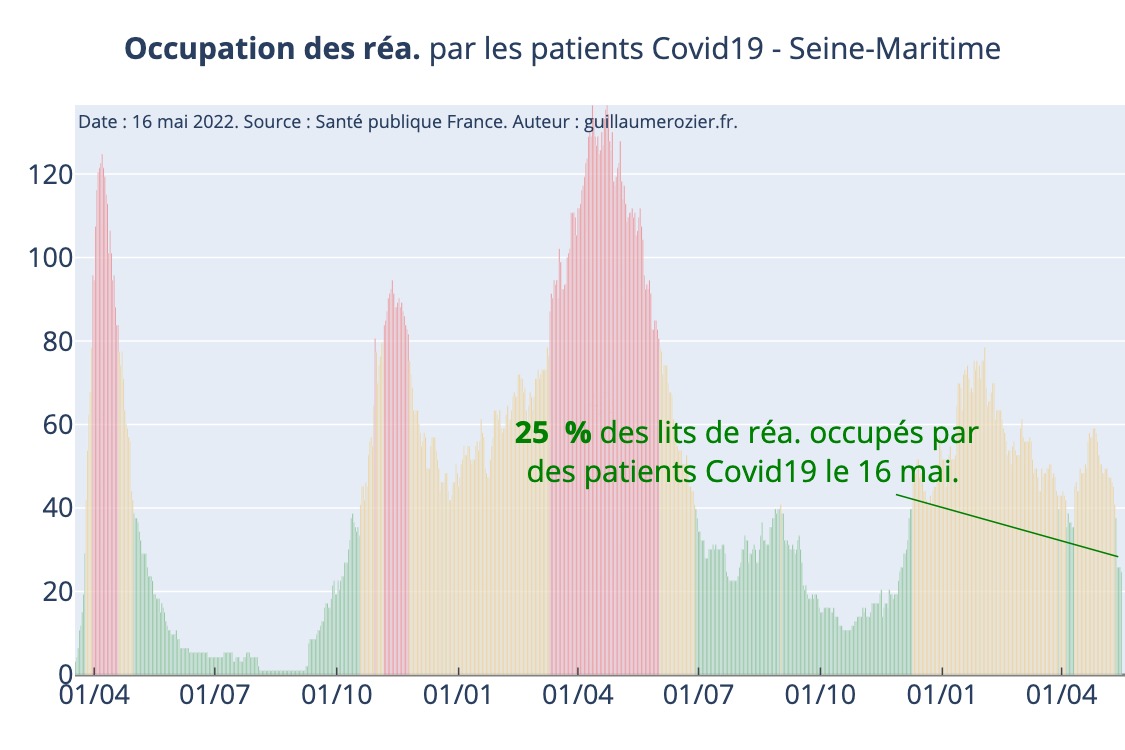 Occupation des réa. par les patients Covid19 - Seine-Maritime
Date : 16 mai 2022. Source : Santé publique France. Auteur : guillaumerozier.fr.
120
100
80
60
40
20
0
25 % des lits de réa. occupés par
des patients Covid19 le 16 mai.
01/04 01/07 01/10 01/01 01/04 01/07 01/10 01/01 01/04